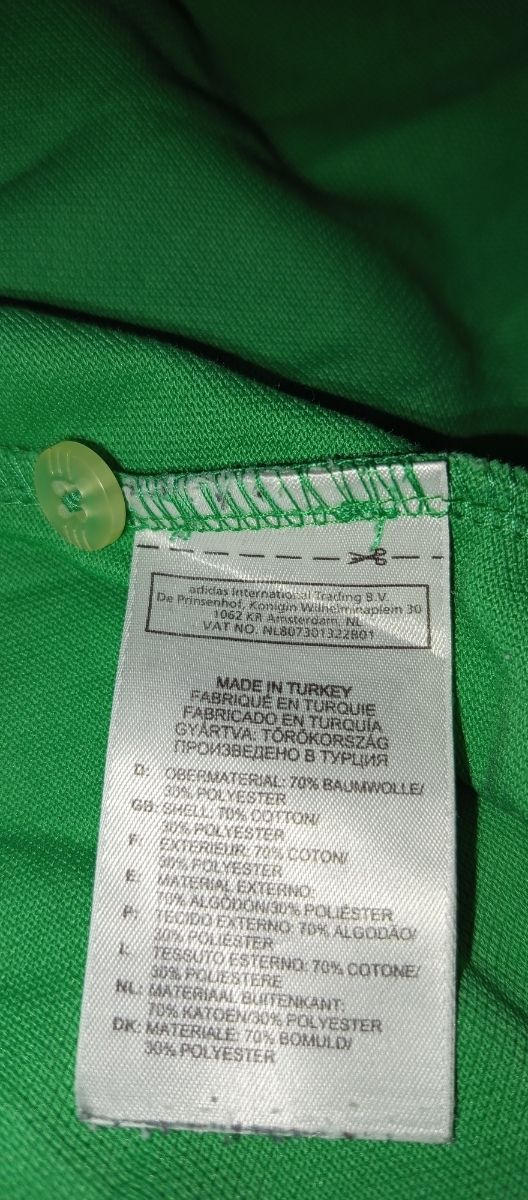 adidas International Trading B.V.
De Prinsenhof, Konigin Wilhelminaplein 30
1062 KR Amsterdam, NL
VAT NO. NL807301322B01
MADE IN TURKEY
FABRIQUÉ EN TURQUIE
FABRICADO EN TURQUÍA
GYÁRTVA: TÖRÖKORSZÁG
ПРОИЗВЕДЕНО В ТУРЦИЯ
D: OBERMATERIAL: 70% BAUMWOLLE/
30% POLYESTER
GB: SHELL: 70% COTTON/
30% POLYESTER
F: EXTERIEUR: 70% COTON/
30% POLYESTER
E: MATERIAL EXTERNO:
70% ALGODÓN/30% POLIÉSTER
P: TECIDO EXTERNO: 70% ALGODÃO/
30% POLIESTER
I: TESSUTO ESTERNO: 70% COTONE/
30% POLIESTERE
NL: MATERIAAL BUITENKANT:
70% KATOEN/30% POLYESTER
DK: MATERIALE: 70% BOMULD/
30% POLYESTER